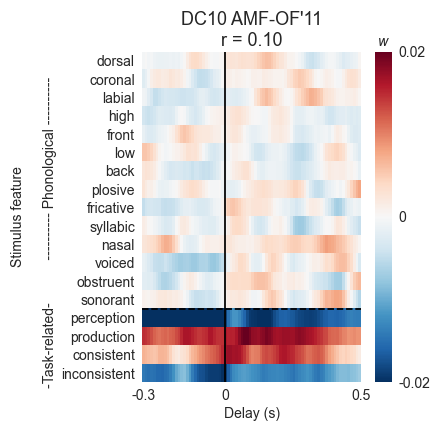 DC10 AMF-OF'11
r = 0.10
w
dorsal
coronal
labial
high
front
low
back
plosive
fricative
syllabic
nasal
voiced
obstruent
sonorant
perception
production
consistent
inconsistent
Stimulus feature
---------- Phonological ----------
-Task-related-
0.02
0
-0.02
-0.3 0 0.5
Delay (s)